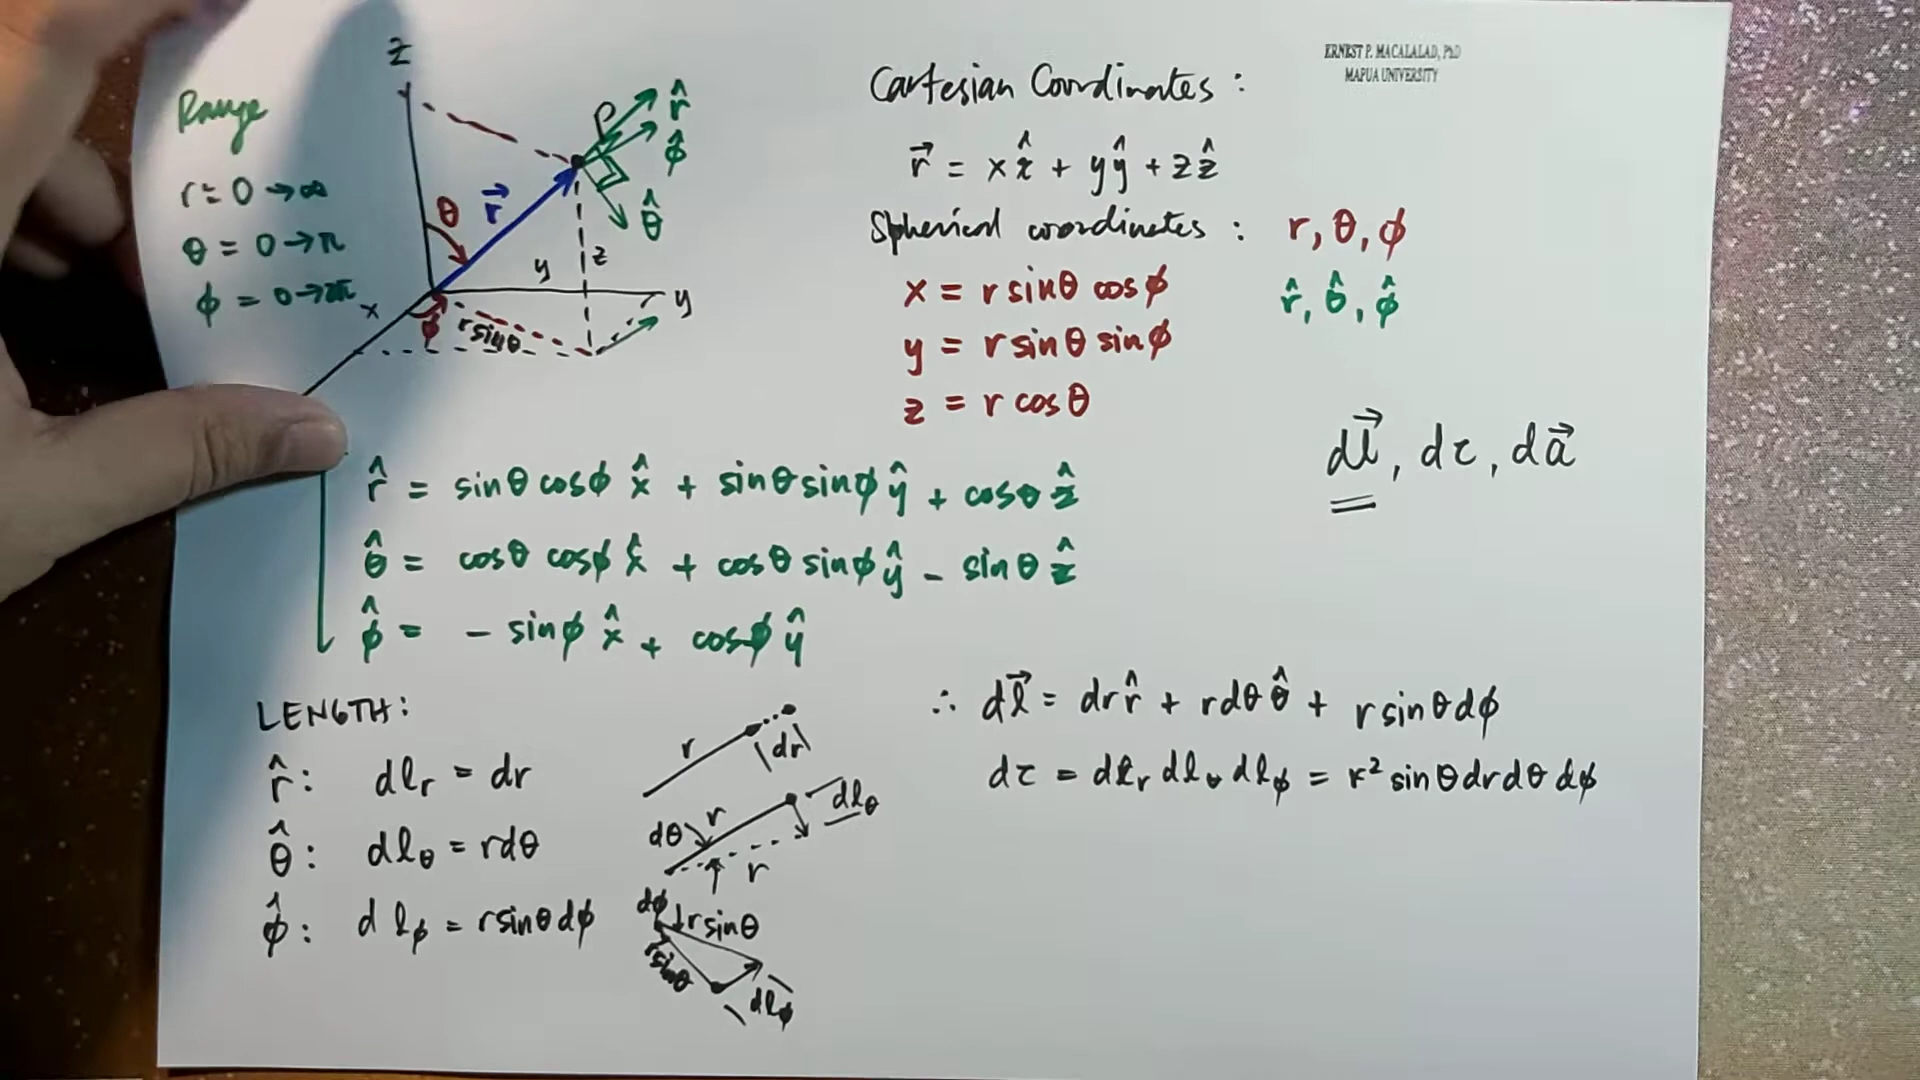 ERNEST P. MACALALAD, PhD
MAPUA UNIVERSITY
Range
r = 0 → ∞
θ = 0 → π
ϕ = 0 → 2π
z
P
r̂
ϕ̂
θ̂
θ
r⃗
z
y
y
x
ϕ
r sinθ
Cartesian Coordinates :
r⃗ = x x̂ + y ŷ + z ẑ
Spherical coordinates : r, θ, ϕ
r̂, θ̂, ϕ̂
x = r sinθ cosϕ
y = r sinθ sinϕ
z = r cosθ
dl⃗, dτ, da⃗
r̂ = sinθ cosϕ x̂ + sinθ sinϕ ŷ + cosθ ẑ
θ̂ = cosθ cosϕ x̂ + cosθ sinϕ ŷ - sinθ ẑ
ϕ̂ = - sinϕ x̂ + cosϕ ŷ
LENGTH:
r̂ : dl_r = dr
θ̂ : dl_θ = r dθ
ϕ̂ : dl_ϕ = r sinθ dϕ
r
dr
dθ
r
dl_θ
r
dϕ
r sinθ
r sinθ
dl_ϕ
∴ dl⃗ = dr r̂ + r dθ θ̂ + r sinθ dϕ
dτ = dl_r dl_θ dl_ϕ = r² sinθ dr dθ dϕ